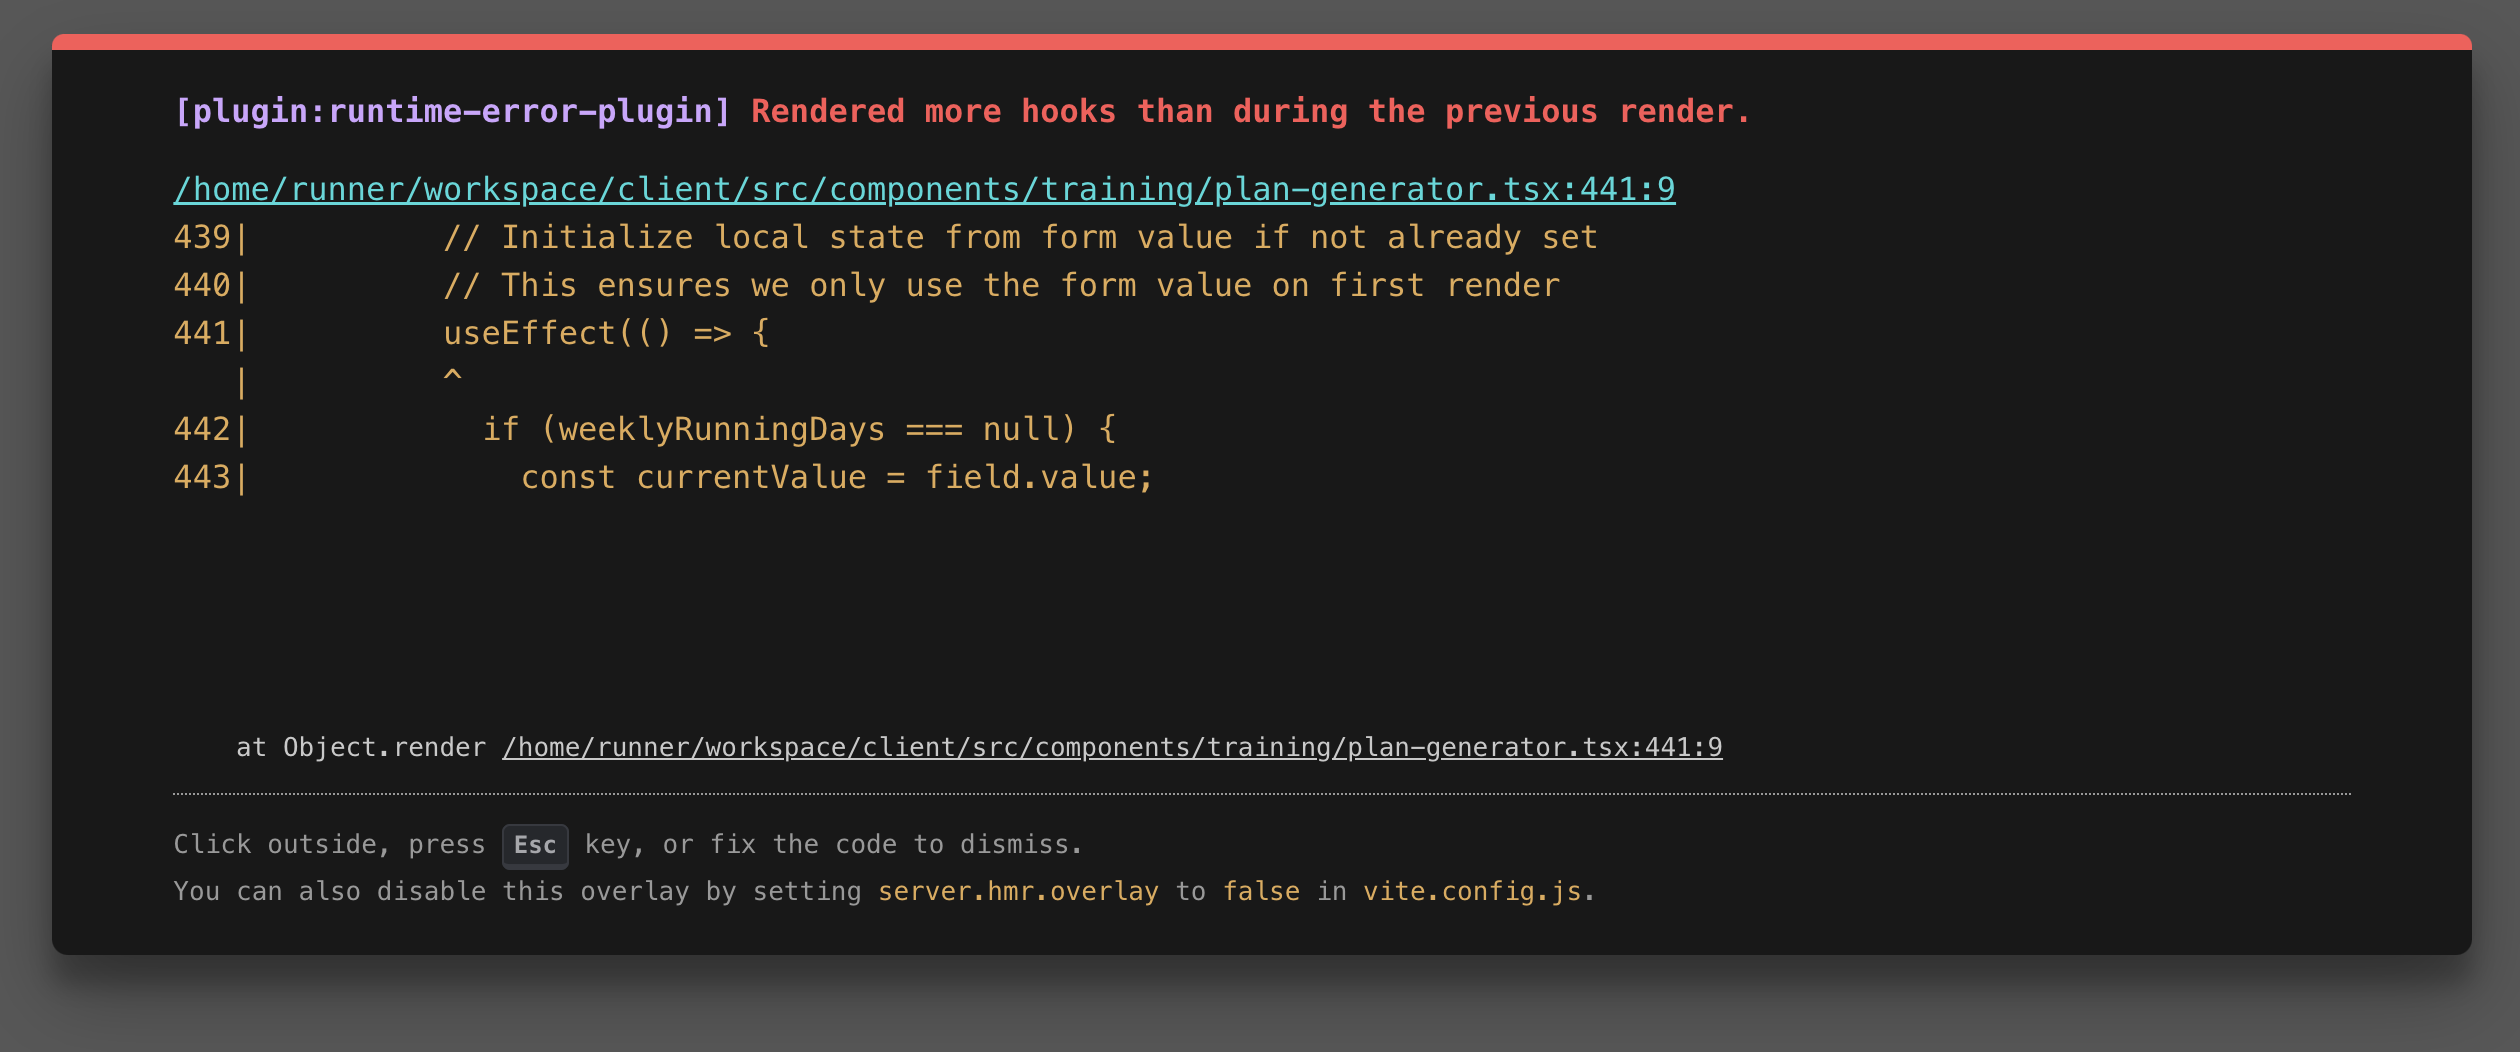 [plugin:runtime-error-plugin] Rendered more hooks than during the previous render.
/home/runner/workspace/client/src/components/training/plan-generator.tsx:441:9
439|          // Initialize local state from form value if not already set
440|          // This ensures we only use the form value on first render
441|          useEffect(() => {
   |          ^
442|            if (weeklyRunningDays === null) {
443|              const currentValue = field.value;
at Object.render /home/runner/workspace/client/src/components/training/plan-generator.tsx:441:9
Click outside, press Esc key, or fix the code to dismiss.
You can also disable this overlay by setting server.hmr.overlay to false in vite.config.js.